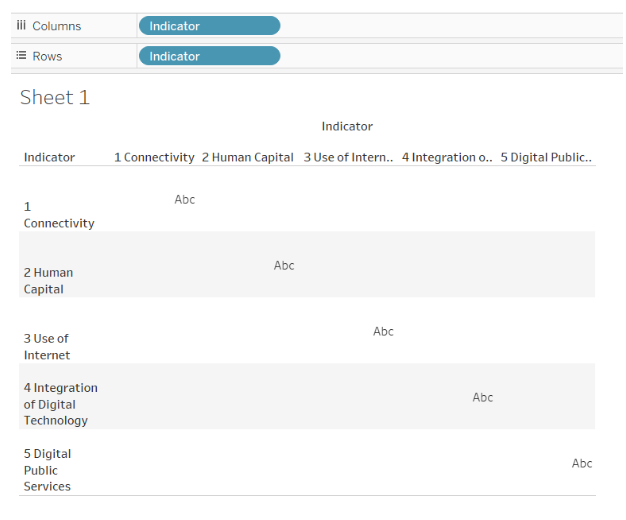 Columns Indicator
Rows Indicator
Sheet 1
Indicator
Indicator 1 Connectivity 2 Human Capital 3 Use of Intern.. 4 Integration o.. 5 Digital Public..
Abc
1
Connectivity
Abc
2 Human
Capital
Abc
3 Use of
Internet
4 Integration
of Digital
Technology
Abc
5 Digital
Public
Services
Abc